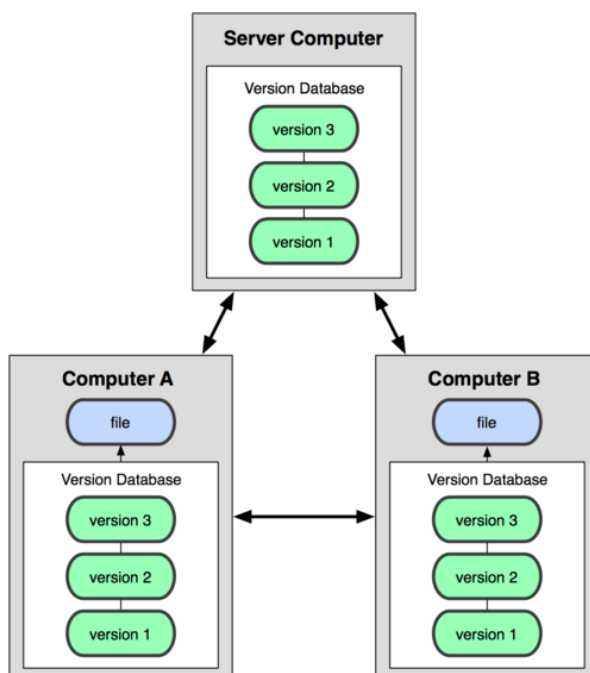 Server Computer
Version Database
version 3
version 2
version 1
Computer A
file
Version Database
version 3
version 2
version 1
Computer B
file
Version Database
version 3
version 2
version 1